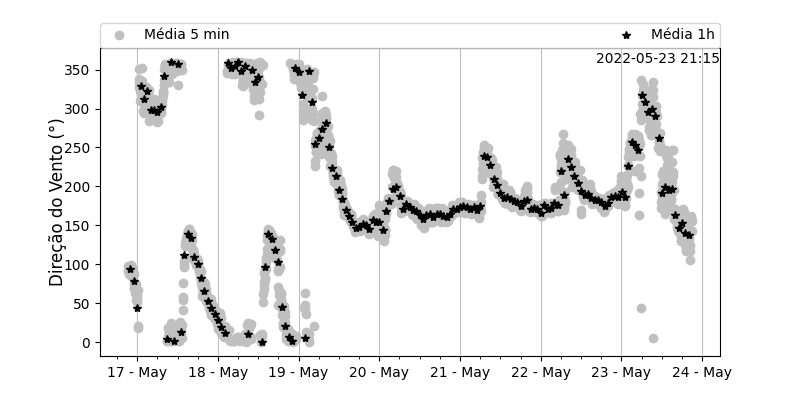 Média 5 min
Média 1h
2022-05-23 21:15
Direção do Vento (°)
350
300
250
200
150
100
50
0
17 - May
18 - May
19 - May
20 - May
21 - May
22 - May
23 - May
24 - May